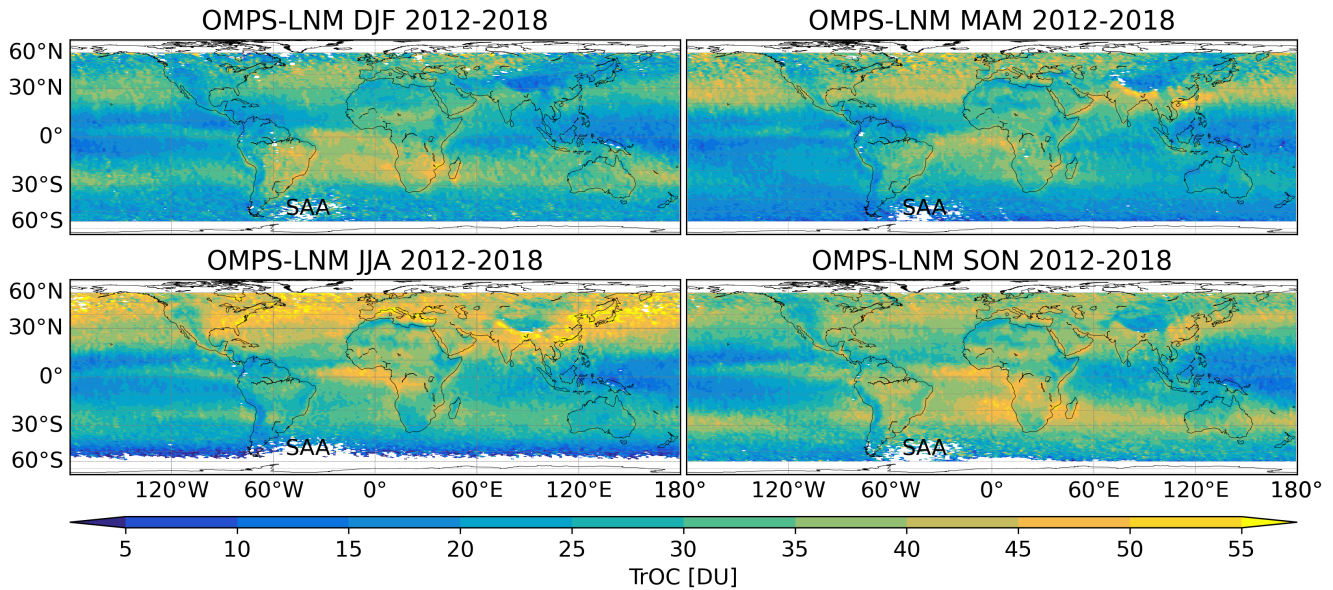 OMPS-LNM DJF 2012-2018
OMPS-LNM MAM 2012-2018
60°N
30°N
0°
30°S
60°S
SAA
SAA
OMPS-LNM JJA 2012-2018
OMPS-LNM SON 2012-2018
60°N
30°N
0°
30°S
60°S
SAA
SAA
120°W 60°W 0° 60°E 120°E 180° 120°W 60°W 0° 60°E 120°E 180°
5 10 15 20 25 30 35 40 45 50 55
TrOC [DU]